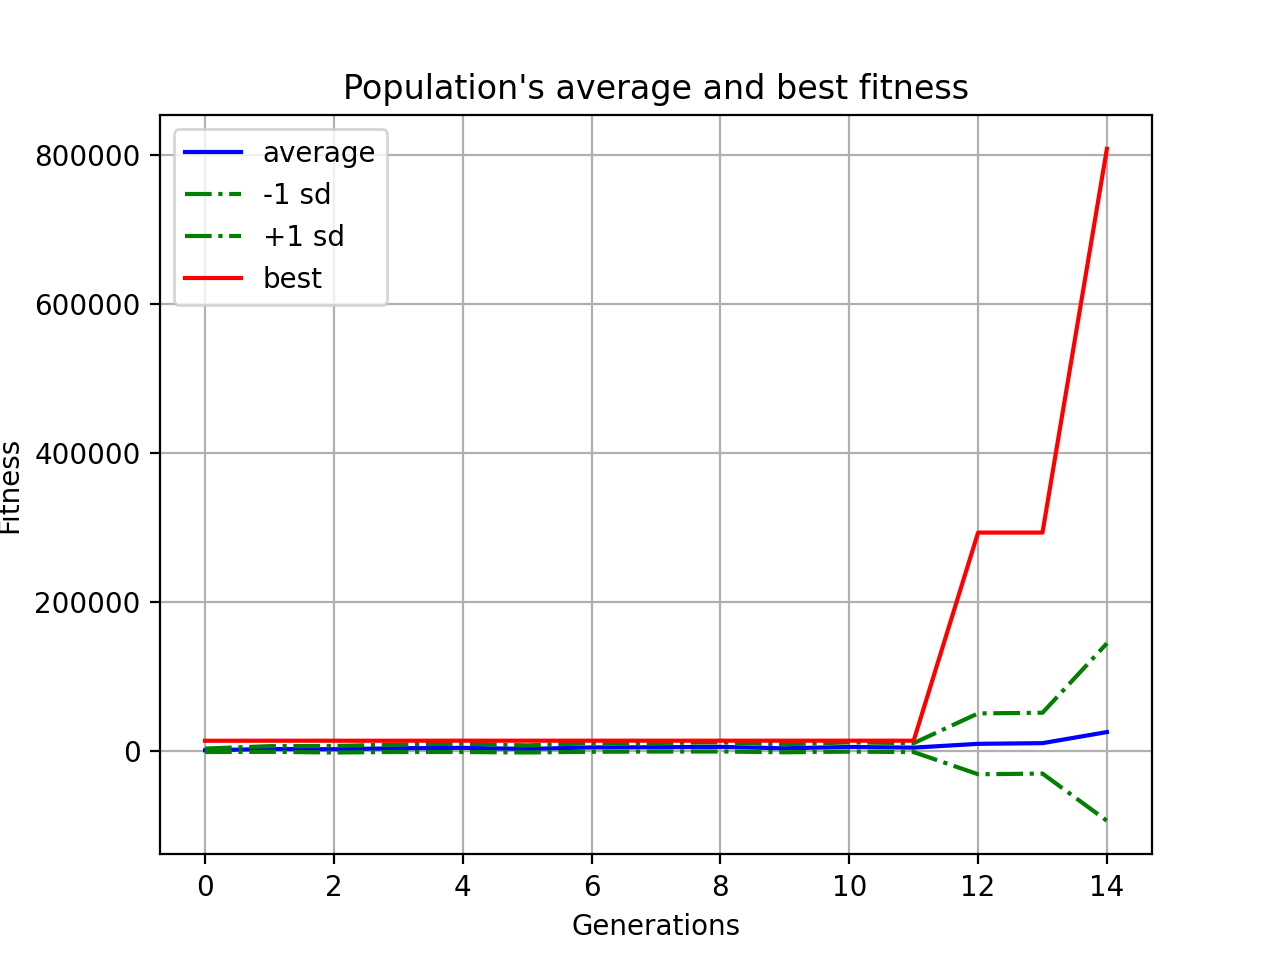 Population's average and best fitness
average
-1 sd
+1 sd
best
800000
600000
400000
200000
0
Fitness
0 2 4 6 8 10 12 14
Generations